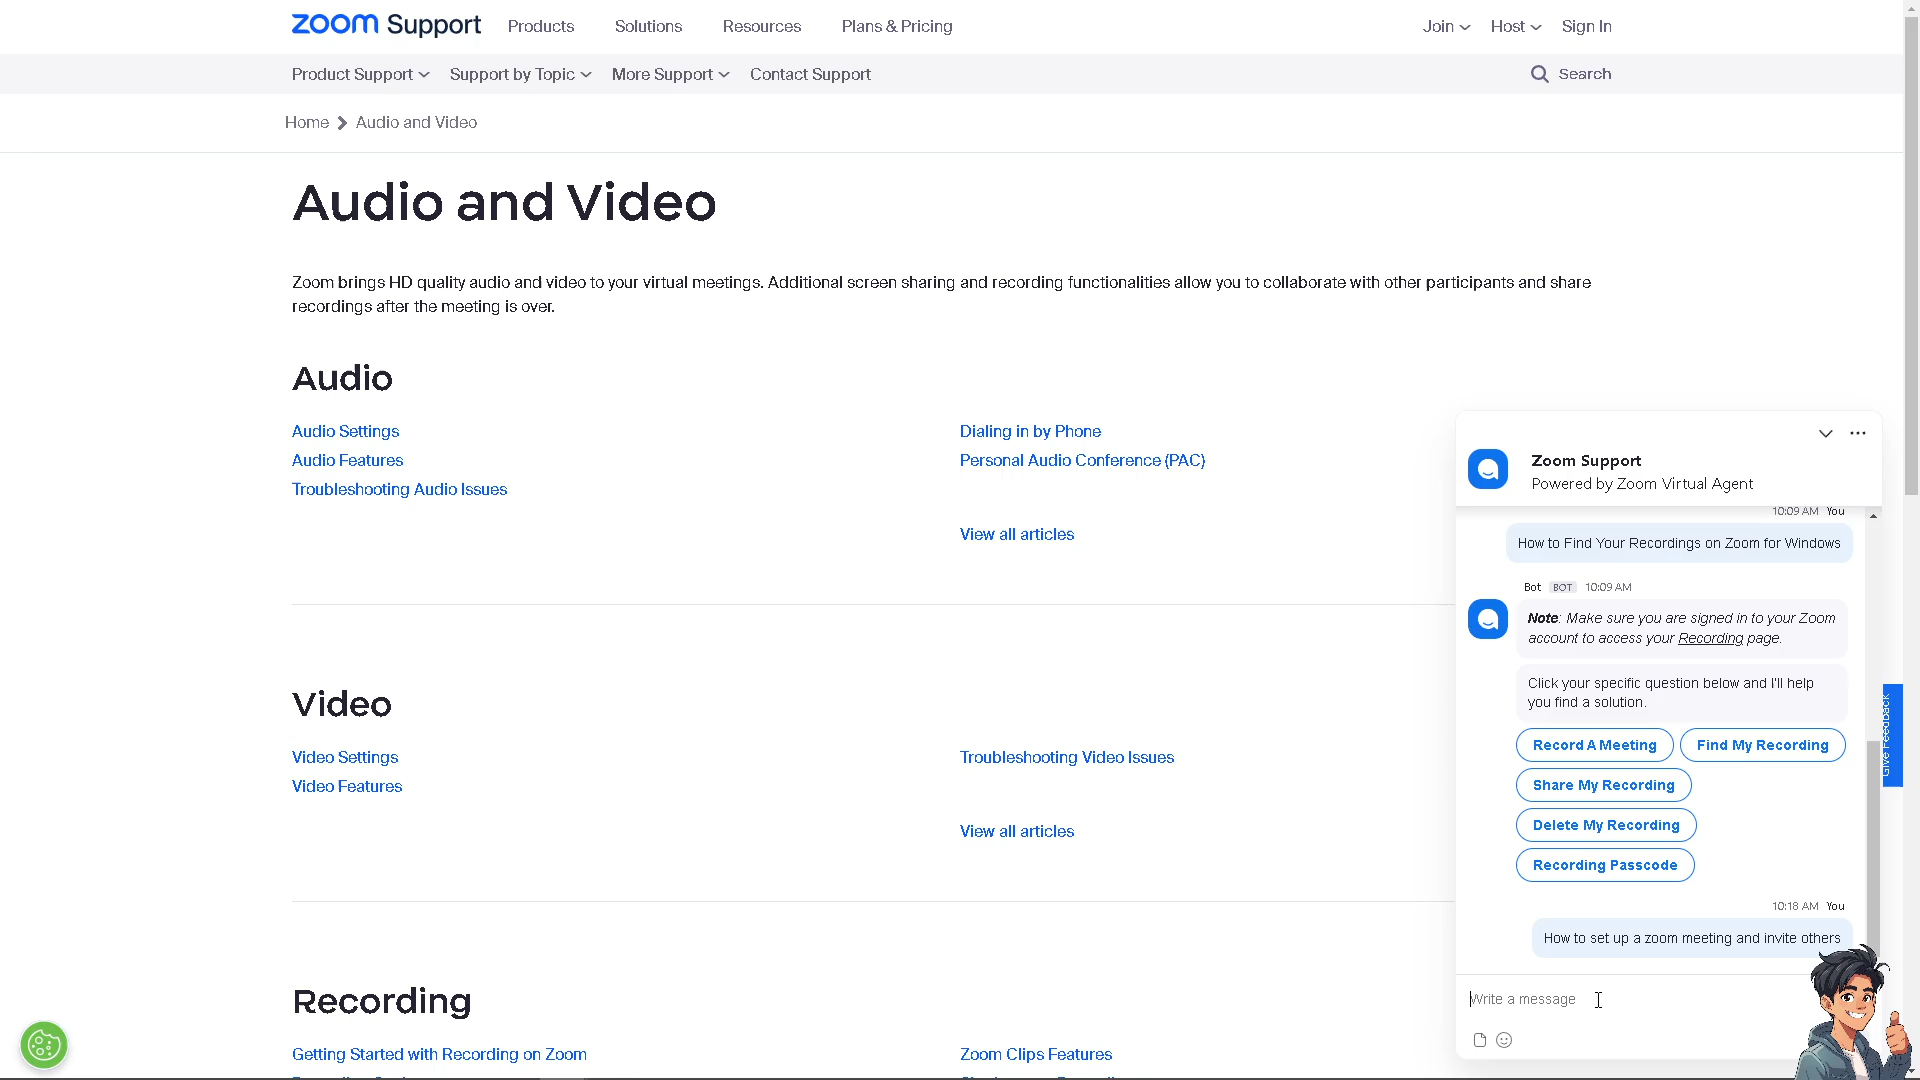 zoom Support
Products
Solutions
Resources
Plans & Pricing
Join
Host
Sign In
Product Support
Support by Topic
More Support
Contact Support
Search
Home
Audio and Video
Audio and Video
Zoom brings HD quality audio and video to your virtual meetings. Additional screen sharing and recording functionalities allow you to collaborate with other participants and share
recordings after the meeting is over.
Audio
Audio Settings
Audio Features
Troubleshooting Audio Issues
Dialing in by Phone
Personal Audio Conference (PAC)
View all articles
Video
Video Settings
Video Features
Troubleshooting Video Issues
View all articles
Recording
Getting Started with Recording on Zoom
Zoom Clips Features
Zoom Support
Powered by Zoom Virtual Agent
10:09 AM You
How to Find Your Recordings on Zoom for Windows
Bot BOT 10:09 AM
Note: Make sure you are signed in to your Zoom
account to access your Recording page.
Click your specific question below and I'll help
you find a solution.
Record A Meeting
Find My Recording
Share My Recording
Delete My Recording
Recording Passcode
10:18 AM You
How to set up a zoom meeting and invite others
Write a message
Give Feedback